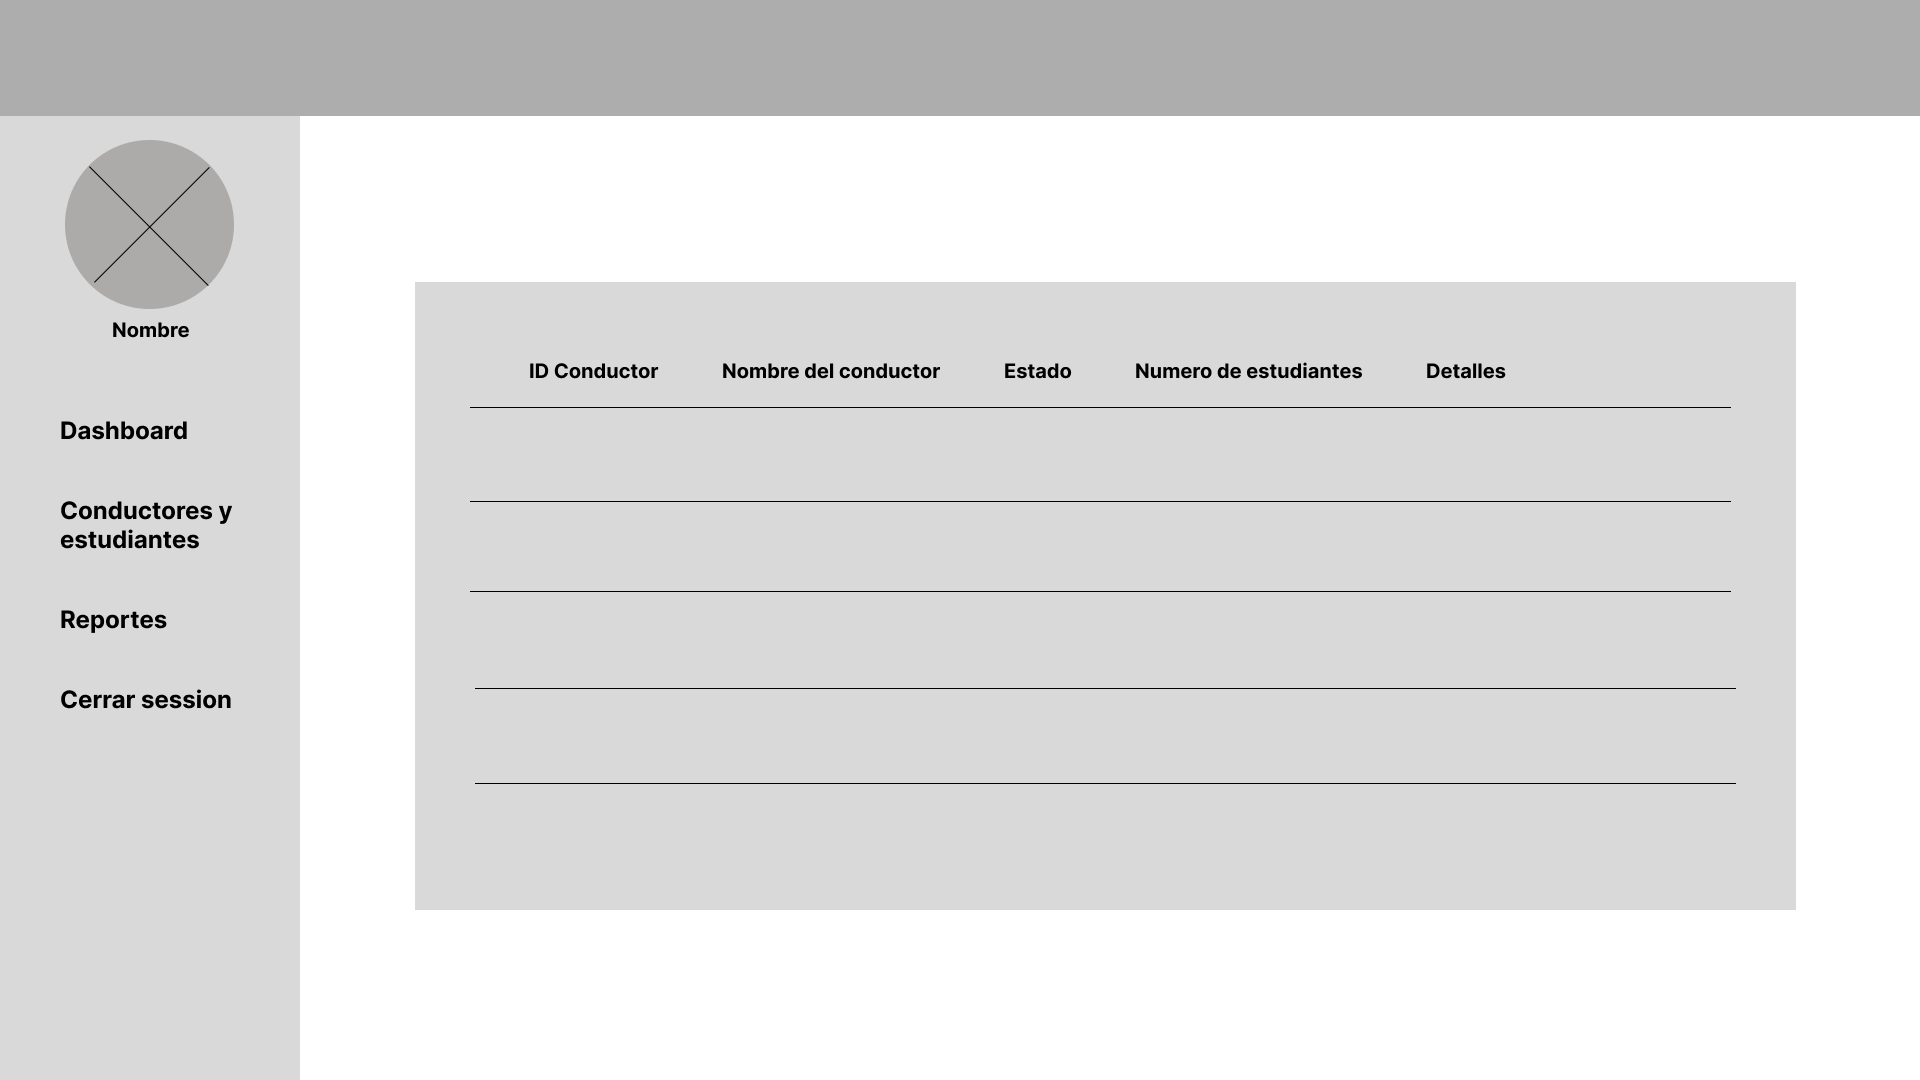 Nombre
Dashboard
Conductores y
estudiantes
Reportes
Cerrar session
ID Conductor Nombre del conductor Estado Numero de estudiantes Detalles